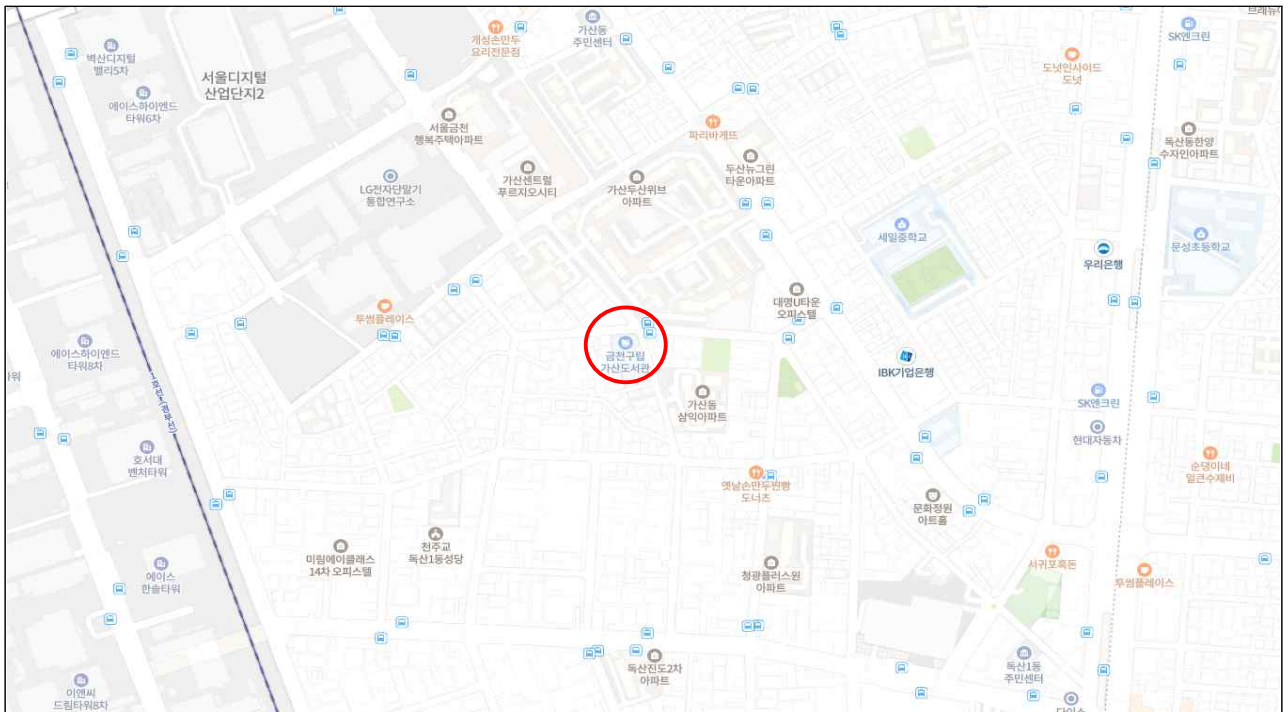 브래뉴
SK엔크린
가산동
주민센터
개성손만두
요리전문점
벽산디지털
밸리5차
도넛인사이드
도넛
서울디지털
산업단지2
에이스하이엔드
타워6차
서울금천
행복주택아파트
파리바게뜨
독산동한양
수자인아파트
두산뉴그린
타운아파트
LG전자단말기
통합연구소
가산센트럴
푸르지오시티
가산두산위브
아파트
세일중학교
문성초등학교
우리은행
대명U타운
오피스텔
투썸플레이스
에이스하이엔드
타워8차
금천구립
가산도서관
IBK기업은행
타워
가산동
삼익아파트
SK엔크린
현대자동차
호서대
벤처타워
순댕이네
얼큰수제비
옛날손만두찐빵
도너츠
문화정원
아트홀
천주교
독산1동성당
미림에이클래스
14차 오피스텔
서귀포흑돈
에이스
한솔타워
청광플러스원
아파트
투썸플레이스
독산진도2차
아파트
독산1동
주민센터
이앤씨
드림타워8차
다이소